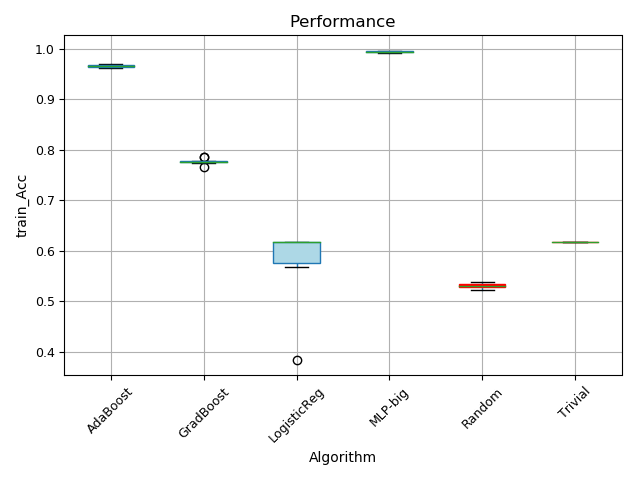 Performance
1.0
0.9
0.8
0.7
0.6
0.5
0.4
train_Acc
AdaBoost
GradBoost
LogisticReg
MLP-big
Random
Trivial
Algorithm